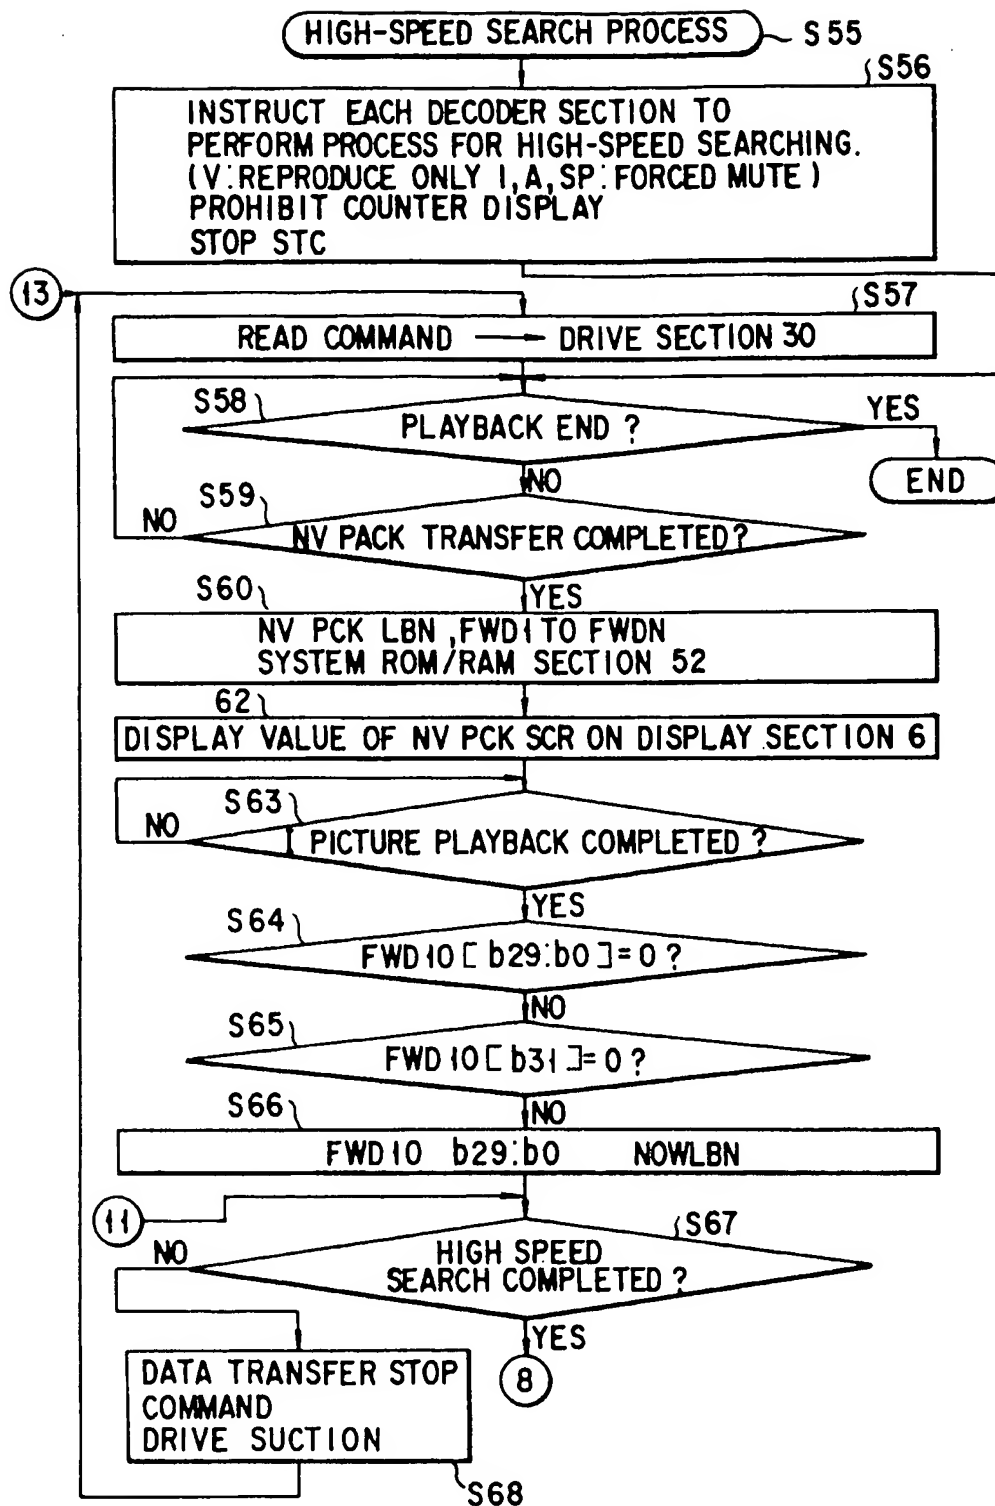 HIGH-SPEED SEARCH PROCESS
S55
S56
INSTRUCT EACH DECODER SECTION TO
PERFORM PROCESS FOR HIGH-SPEED SEARCHING.
(V:REPRODUCE ONLY I,A,SP:FORCED MUTE)
PROHIBIT COUNTER DISPLAY
STOP STC
13
S57
READ COMMAND → DRIVE SECTION 30
S58
PLAYBACK END ?
YES
END
NO
S59
NO
NV PACK TRANSFER COMPLETED?
YES
S60
NV PCK LBN ,FWD1 TO FWDN
SYSTEM ROM/RAM SECTION 52
62
DISPLAY VALUE OF NV PCK SCR ON DISPLAY SECTION 6
S63
NO
I PICTURE PLAYBACK COMPLETED ?
YES
S64
FWD10 [ b29:b0 ] = 0 ?
NO
S65
FWD10 [ b31 ] = 0 ?
NO
S66
FWD10 b29:b0 NOWLBN
11
S67
NO
HIGH SPEED
SEARCH COMPLETED ?
YES
8
DATA TRANSFER STOP
COMMAND
DRIVE SUCTION
S68